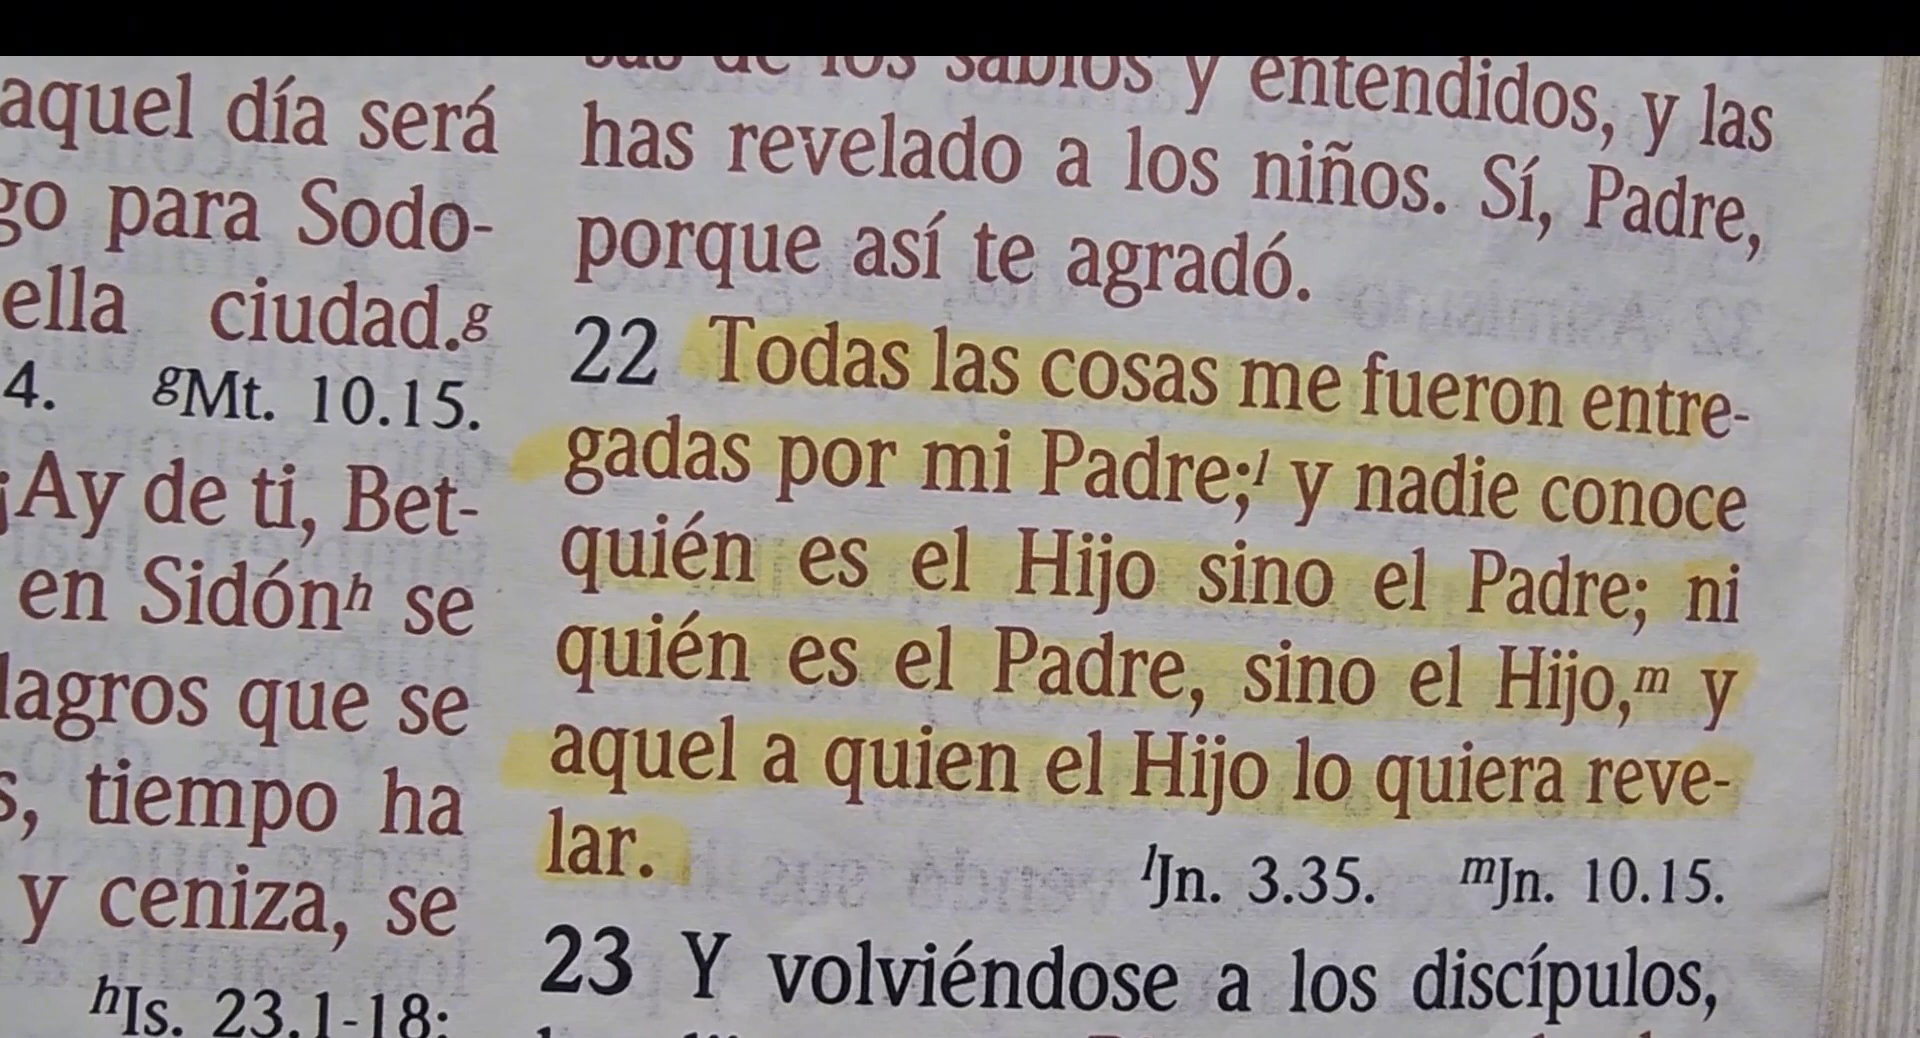 aquel día será
go para Sodo-
ella ciudad.g
4. gMt. 10.15.
¡Ay de ti, Bet-
en Sidónh se
lagros que se
s, tiempo ha
y ceniza, se
hIs. 23.1-18;
sas de los sabios y entendidos, y las
has revelado a los niños. Sí, Padre,
porque así te agradó.
22 Todas las cosas me fueron entre-
gadas por mi Padre;l y nadie conoce
quién es el Hijo sino el Padre; ni
quién es el Padre, sino el Hijo,m y
aquel a quien el Hijo lo quiera reve-
lar.
lJn. 3.35. mJn. 10.15.
23 Y volviéndose a los discípulos,